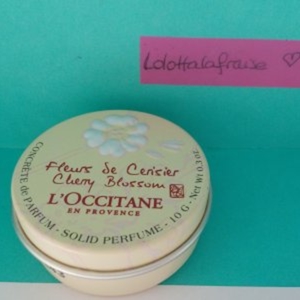 Lolottalafraise ♡
Fleurs de Cerisier
Cherry Blossom
L'OCCITANE
EN PROVENCE
CONCRÈTE de PARFUM - SOLID PERFUME - 10 G - Net Wt 0.3 OZ